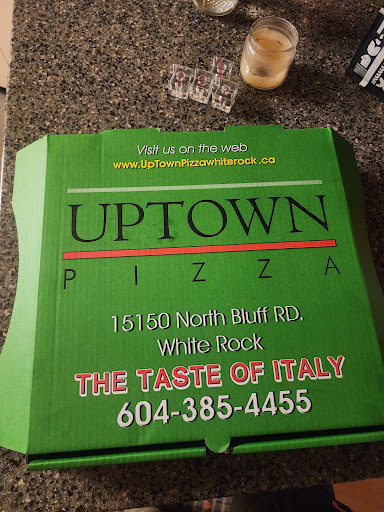 Visit us on the web
www.UpTownPizzawhiterock.ca
UPTOWN
PIZZA
15150 North Bluff RD.
White Rock
THE TASTE OF ITALY
604-385-4455